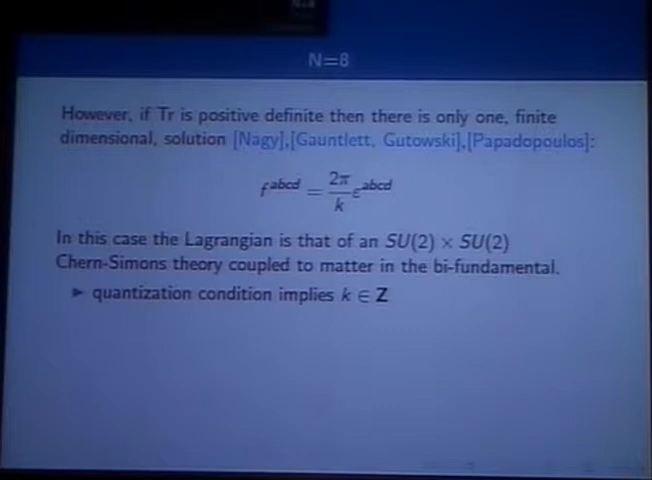 N=8
However, if Tr is positive definite then there is only one, finite
dimensional, solution [Nagy],[Gauntlett, Gutowski],[Papadopoulos]:
f^{abcd} = \frac{2π}{k} ε^{abcd}
In this case the Lagrangian is that of an SU(2) × SU(2)
Chern-Simons theory coupled to matter in the bi-fundamental.
► quantization condition implies k ∈ Z